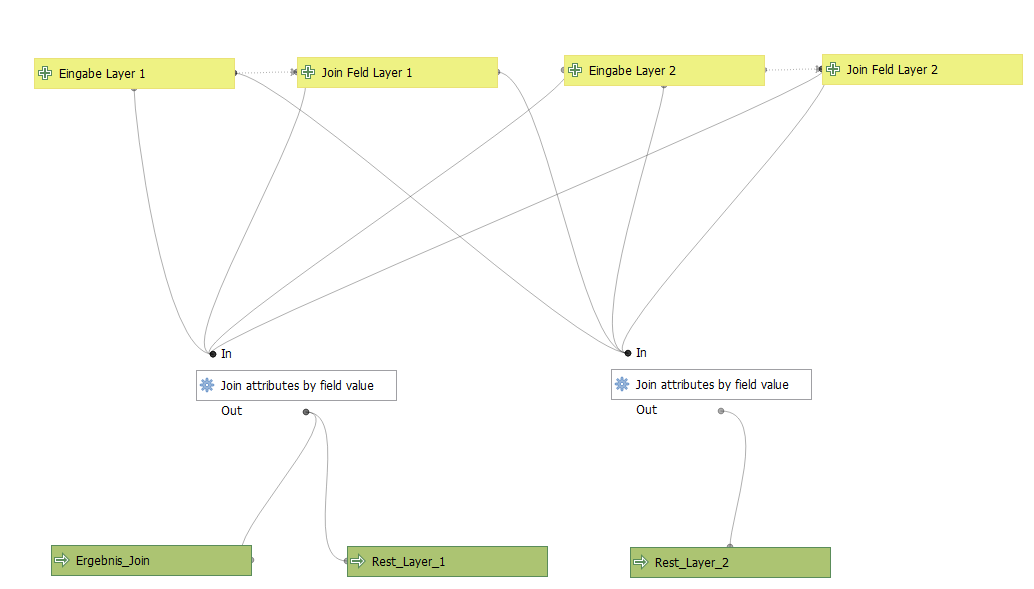 Eingabe Layer 1
Join Feld Layer 1
Eingabe Layer 2
Join Feld Layer 2
In
In
Join attributes by field value
Join attributes by field value
Out
Out
Ergebnis_Join
Rest_Layer_1
Rest_Layer_2